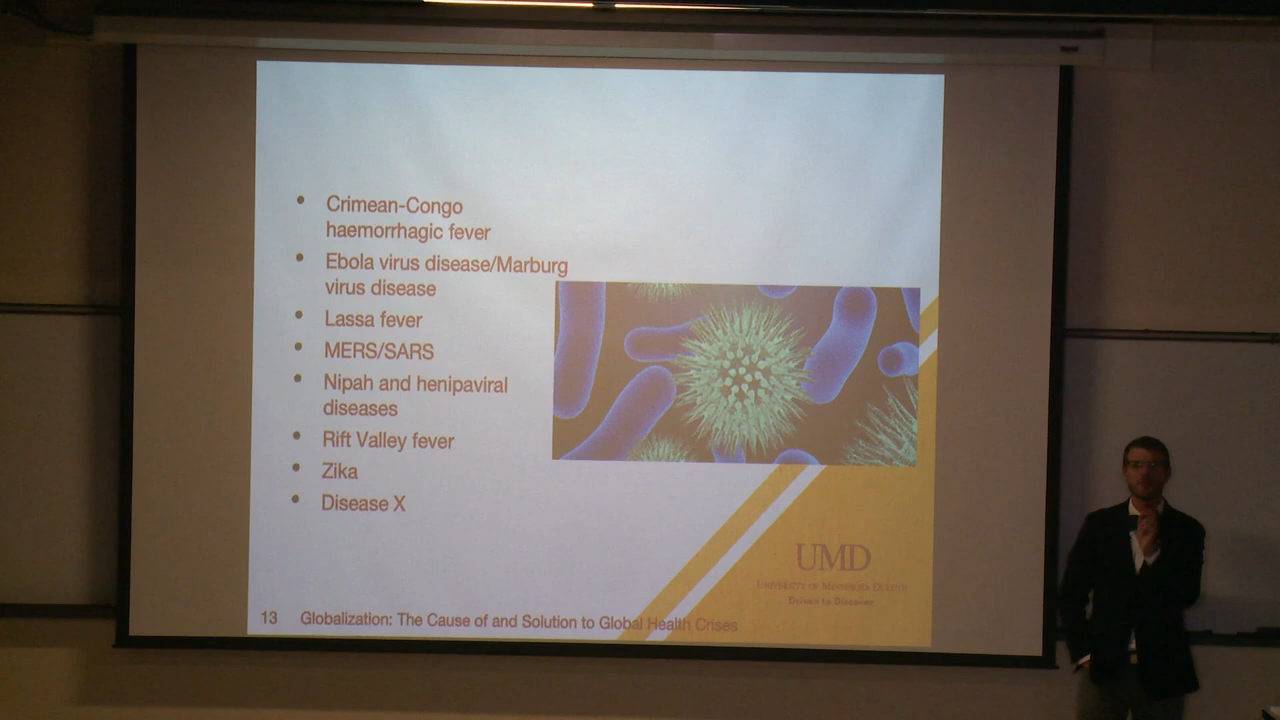 • Crimean-Congo
haemorrhagic fever
• Ebola virus disease/Marburg
virus disease
• Lassa fever
• MERS/SARS
• Nipah and henipaviral
diseases
• Rift Valley fever
• Zika
• Disease X
UMD
University of Minnesota Duluth
Driven to Discover
13 Globalization: The Cause of and Solution to Global Health Crises